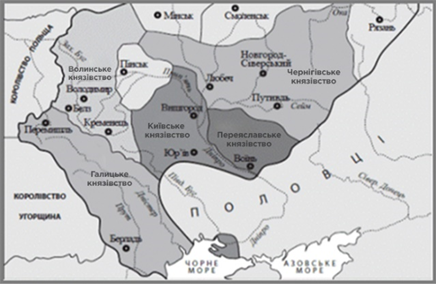 Мінськ
Смоленськ
Ока
Рязань
КОРОЛІВСТВО ПОЛЬЩА
Зах. Буг
Волинське
князівство
Пінськ
Прип'ять
Новгород-
Сіверський
Чернігівське
князівство
Володимир
Любеч
Белз
Вишгород
Путивль
Сейм
Перемишль
Кременець
Київське
князівство
Переяславське
князівство
Галицьке
князівство
Юр'їв
Дніпро
Воїнь
КОРОЛІВСТВО
УГОРЩИНА
Дністер
Прут
Півд. Буг
ПОЛОВЦІ
Сівер. Донець
Берладь
Дніпро
ЧОРНЕ
МОРЕ
АЗОВСЬКЕ
МОРЕ